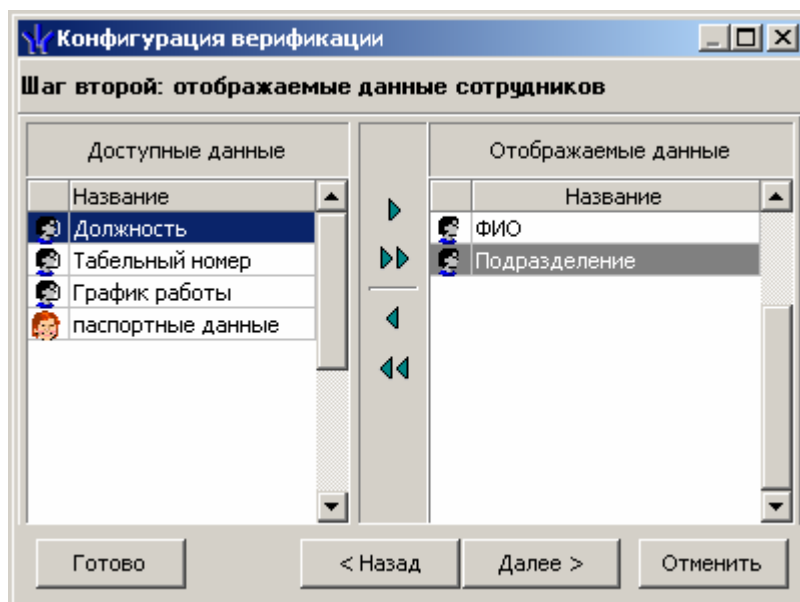 Конфигурация верификации
Шаг второй: отображаемые данные сотрудников
Доступные данные
Название
Должность
Табельный номер
График работы
паспортные данные
Отображаемые данные
Название
ФИО
Подразделение
Готово
< Назад
Далее >
Отменить